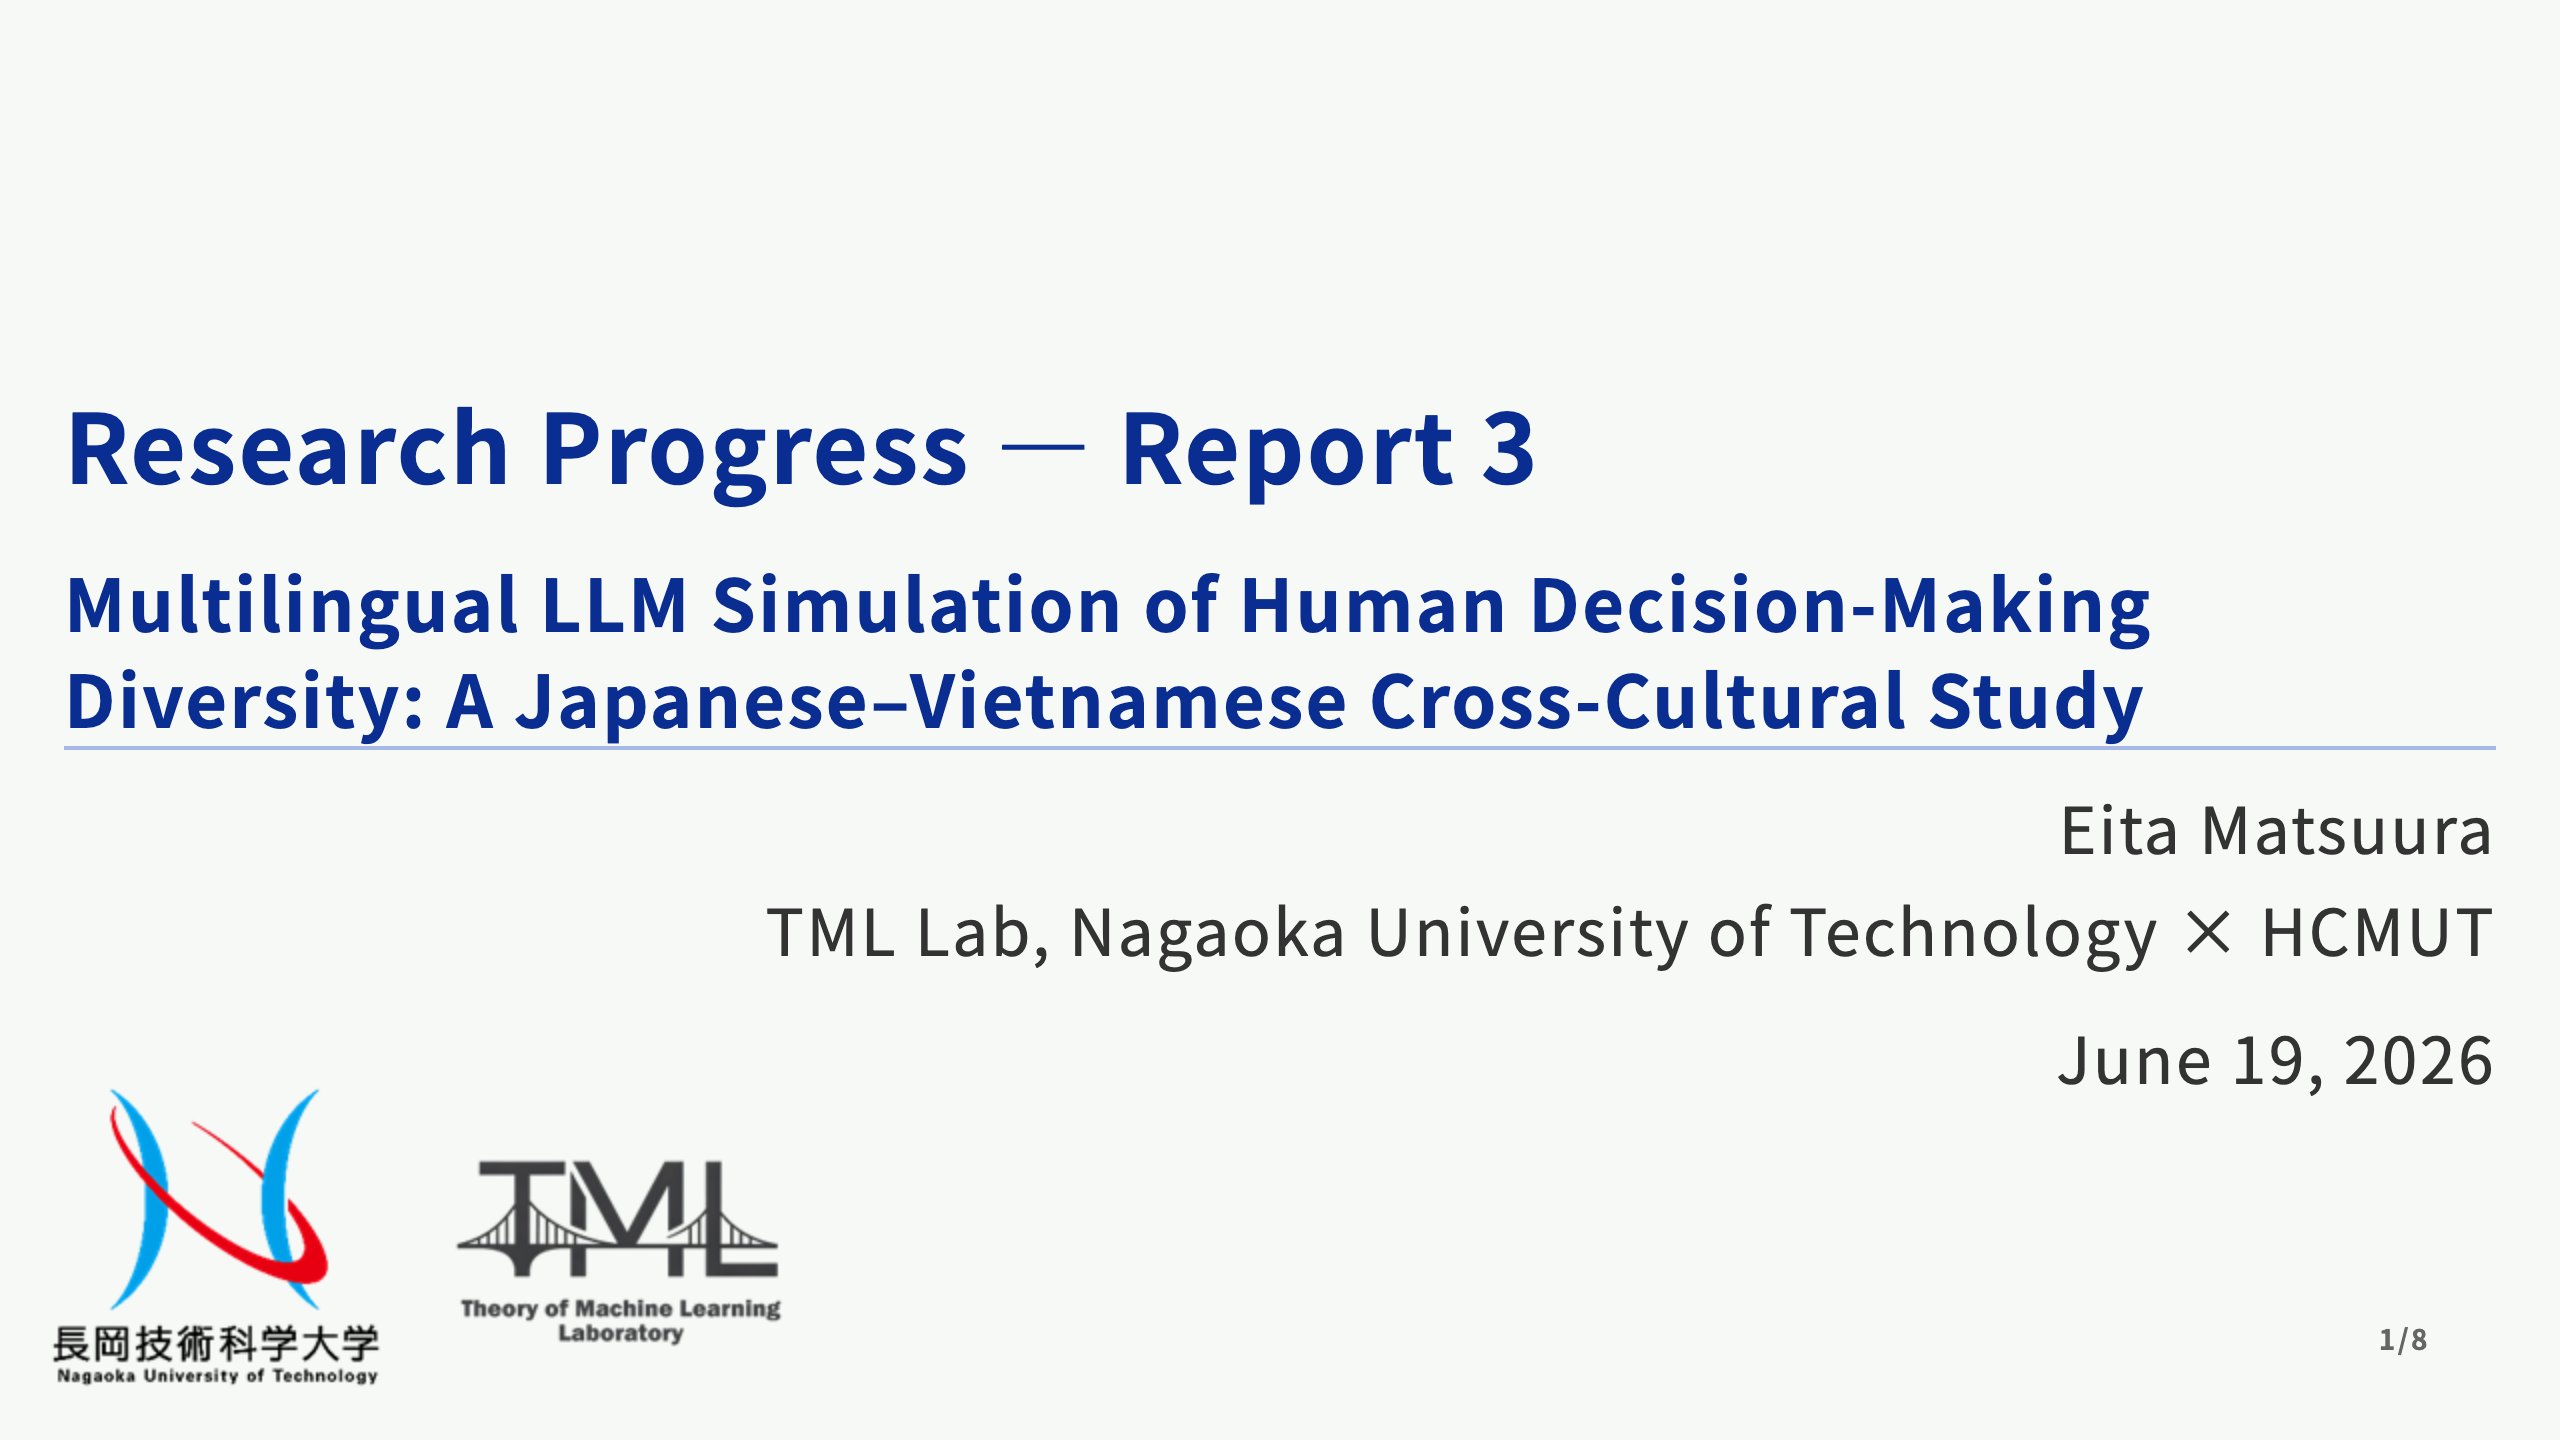 Research Progress — Report 3
Multilingual LLM Simulation of Human Decision-Making
Diversity: A Japanese–Vietnamese Cross-Cultural Study
Eita Matsuura
TML Lab, Nagaoka University of Technology × HCMUT
June 19, 2026
長岡技術科学大学
Nagaoka University of Technology
TML
Theory of Machine Learning
Laboratory
1/8